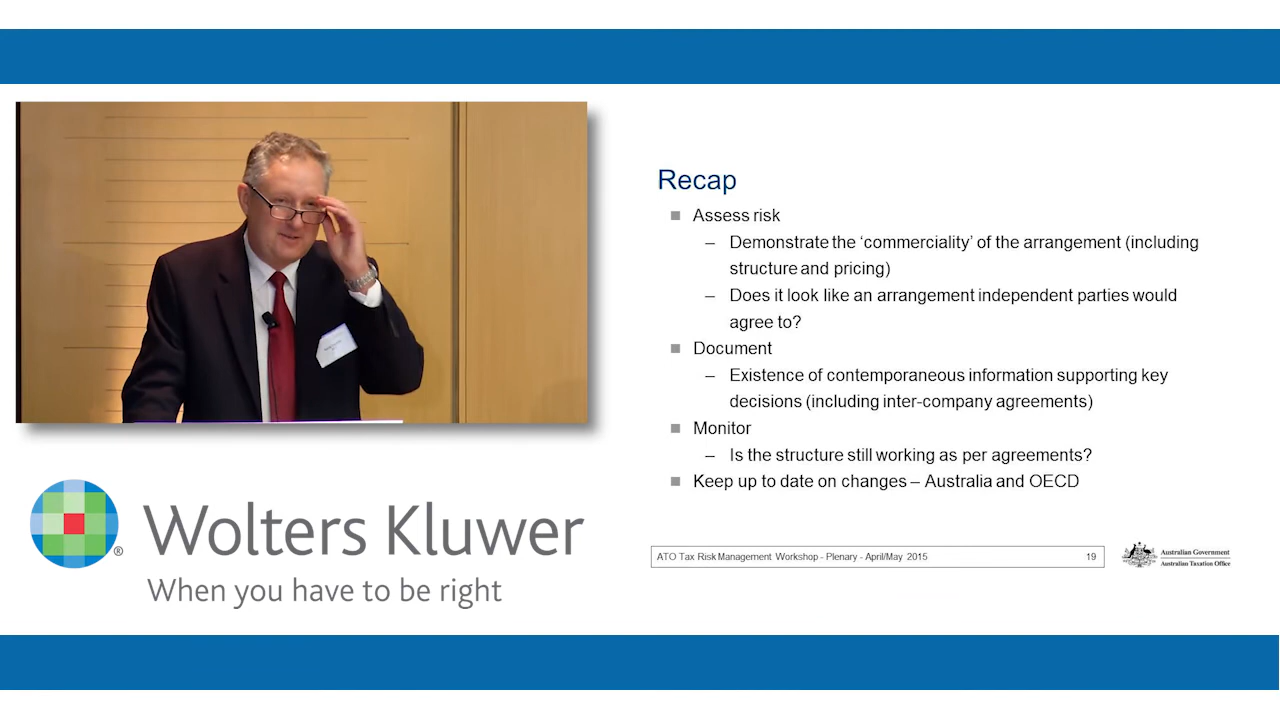 Recap
Assess risk
– Demonstrate the ‘commerciality’ of the arrangement (including
structure and pricing)
– Does it look like an arrangement independent parties would
agree to?
Document
– Existence of contemporaneous information supporting key
decisions (including inter-company agreements)
Monitor
– Is the structure still working as per agreements?
Keep up to date on changes – Australia and OECD
ATO Tax Risk Management Workshop - Plenary - April/May 2015 19
Australian Government
Australian Taxation Office
Wolters Kluwer
®
When you have to be right